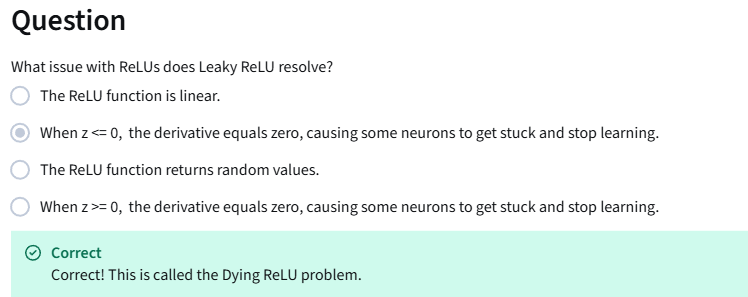 Question
What issue with ReLUs does Leaky ReLU resolve?
The ReLU function is linear.
When z <= 0,  the derivative equals zero, causing some neurons to get stuck and stop learning.
The ReLU function returns random values.
When z >= 0,  the derivative equals zero, causing some neurons to get stuck and stop learning.
Correct
Correct! This is called the Dying ReLU problem.